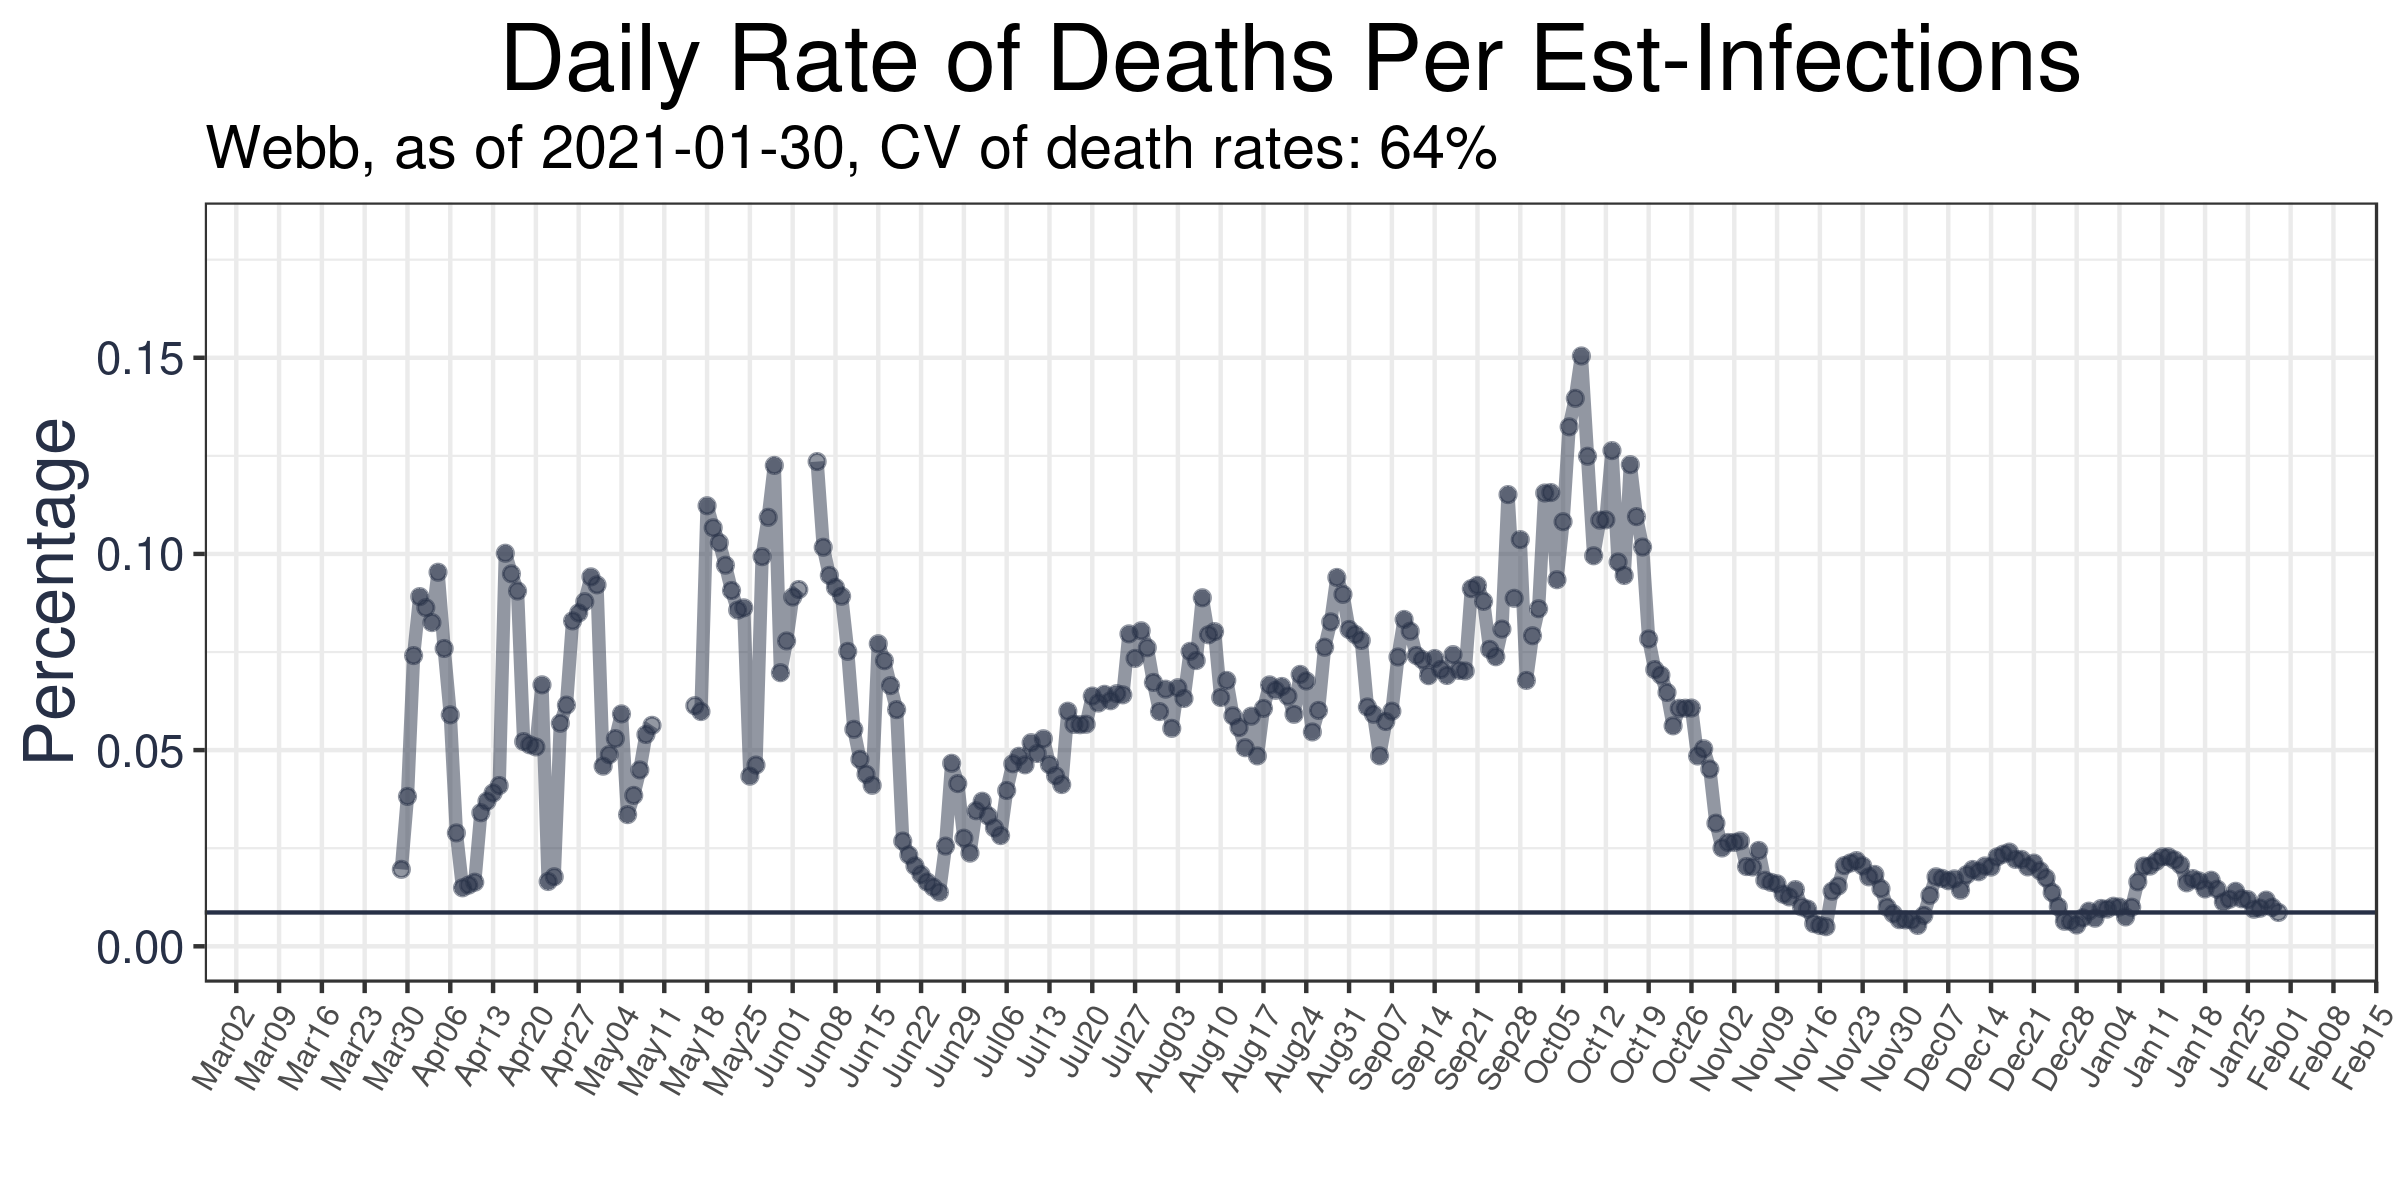 Daily Rate of Deaths Per Est-Infections
Webb, as of 2021-01-30, CV of death rates: 64%
Percentage
0.15
0.10
0.05
0.00
Mar02
Mar09
Mar16
Mar23
Mar30
Apr06
Apr13
Apr20
Apr27
May04
May11
May18
May25
Jun01
Jun08
Jun15
Jun22
Jun29
Jul06
Jul13
Jul20
Jul27
Aug03
Aug10
Aug17
Aug24
Aug31
Sep07
Sep14
Sep21
Sep28
Oct05
Oct12
Oct19
Oct26
Nov02
Nov09
Nov16
Nov23
Nov30
Dec07
Dec14
Dec21
Dec28
Jan04
Jan11
Jan18
Jan25
Feb01
Feb08
Feb15